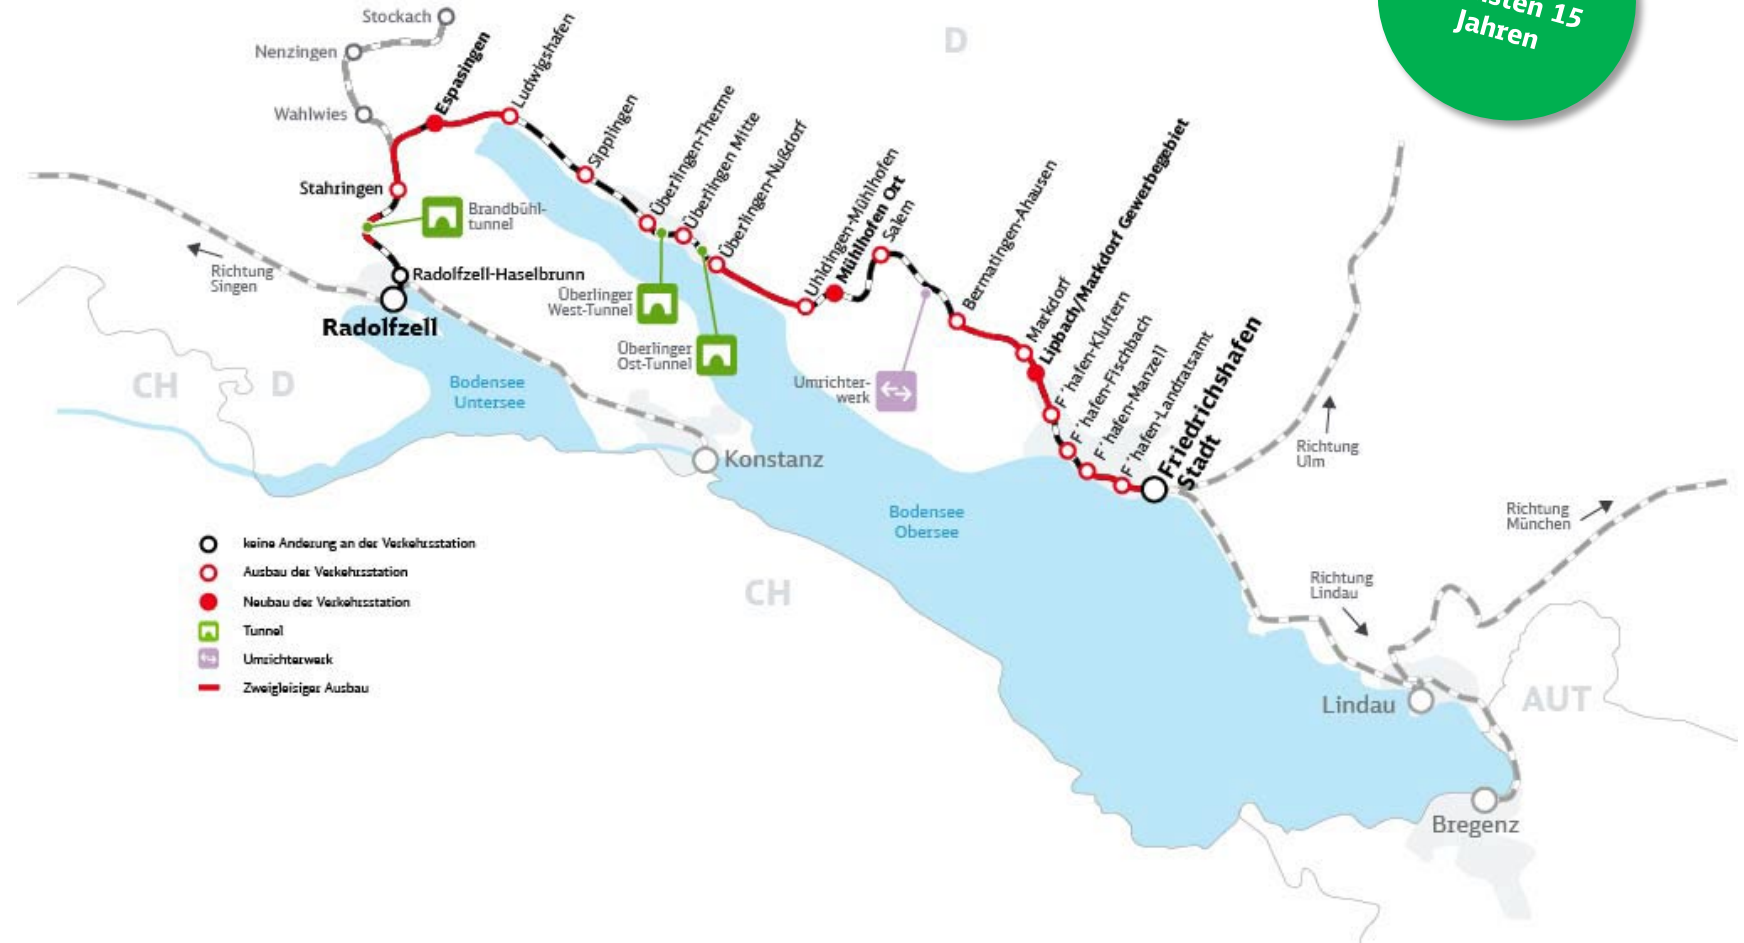 Jahren
15
D
Stockach
Nenzingen
Wahlwies
Espasingen
Ludwigshafen
Sipplingen
Überlingen-Therme
Überlingen Mitte
Überlingen-Nußdorf
Uhldingen-Mühlhofen
Mühlhofen Ort
Salem
Bermatingen-Ahausen
Markdorf
Lipbach/Markdorf Gewerbegebiet
F´hafen-Kluftern
F´hafen-Fischbach
F´hafen-Manzell
F´hafen-Landratsamt
Friedrichshafen
Stadt
Stahringen
Brandbühl-
tunnel
Richtung
Singen
Radolfzell-Haselbrunn
Radolfzell
Überlinger
West-Tunnel
Überlinger
Ost-Tunnel
Umrichter-
werk
CH
D
Bodensee
Untersee
Konstanz
Bodensee
Obersee
Richtung
Ulm
Richtung
München
Richtung
Lindau
CH
Lindau
AUT
Bregenz
keine Änderung an der Verkehrsstation
Ausbau der Verkehrsstation
Neubau der Verkehrsstation
Tunnel
Umrichterwerk
Zweigleisiger Ausbau